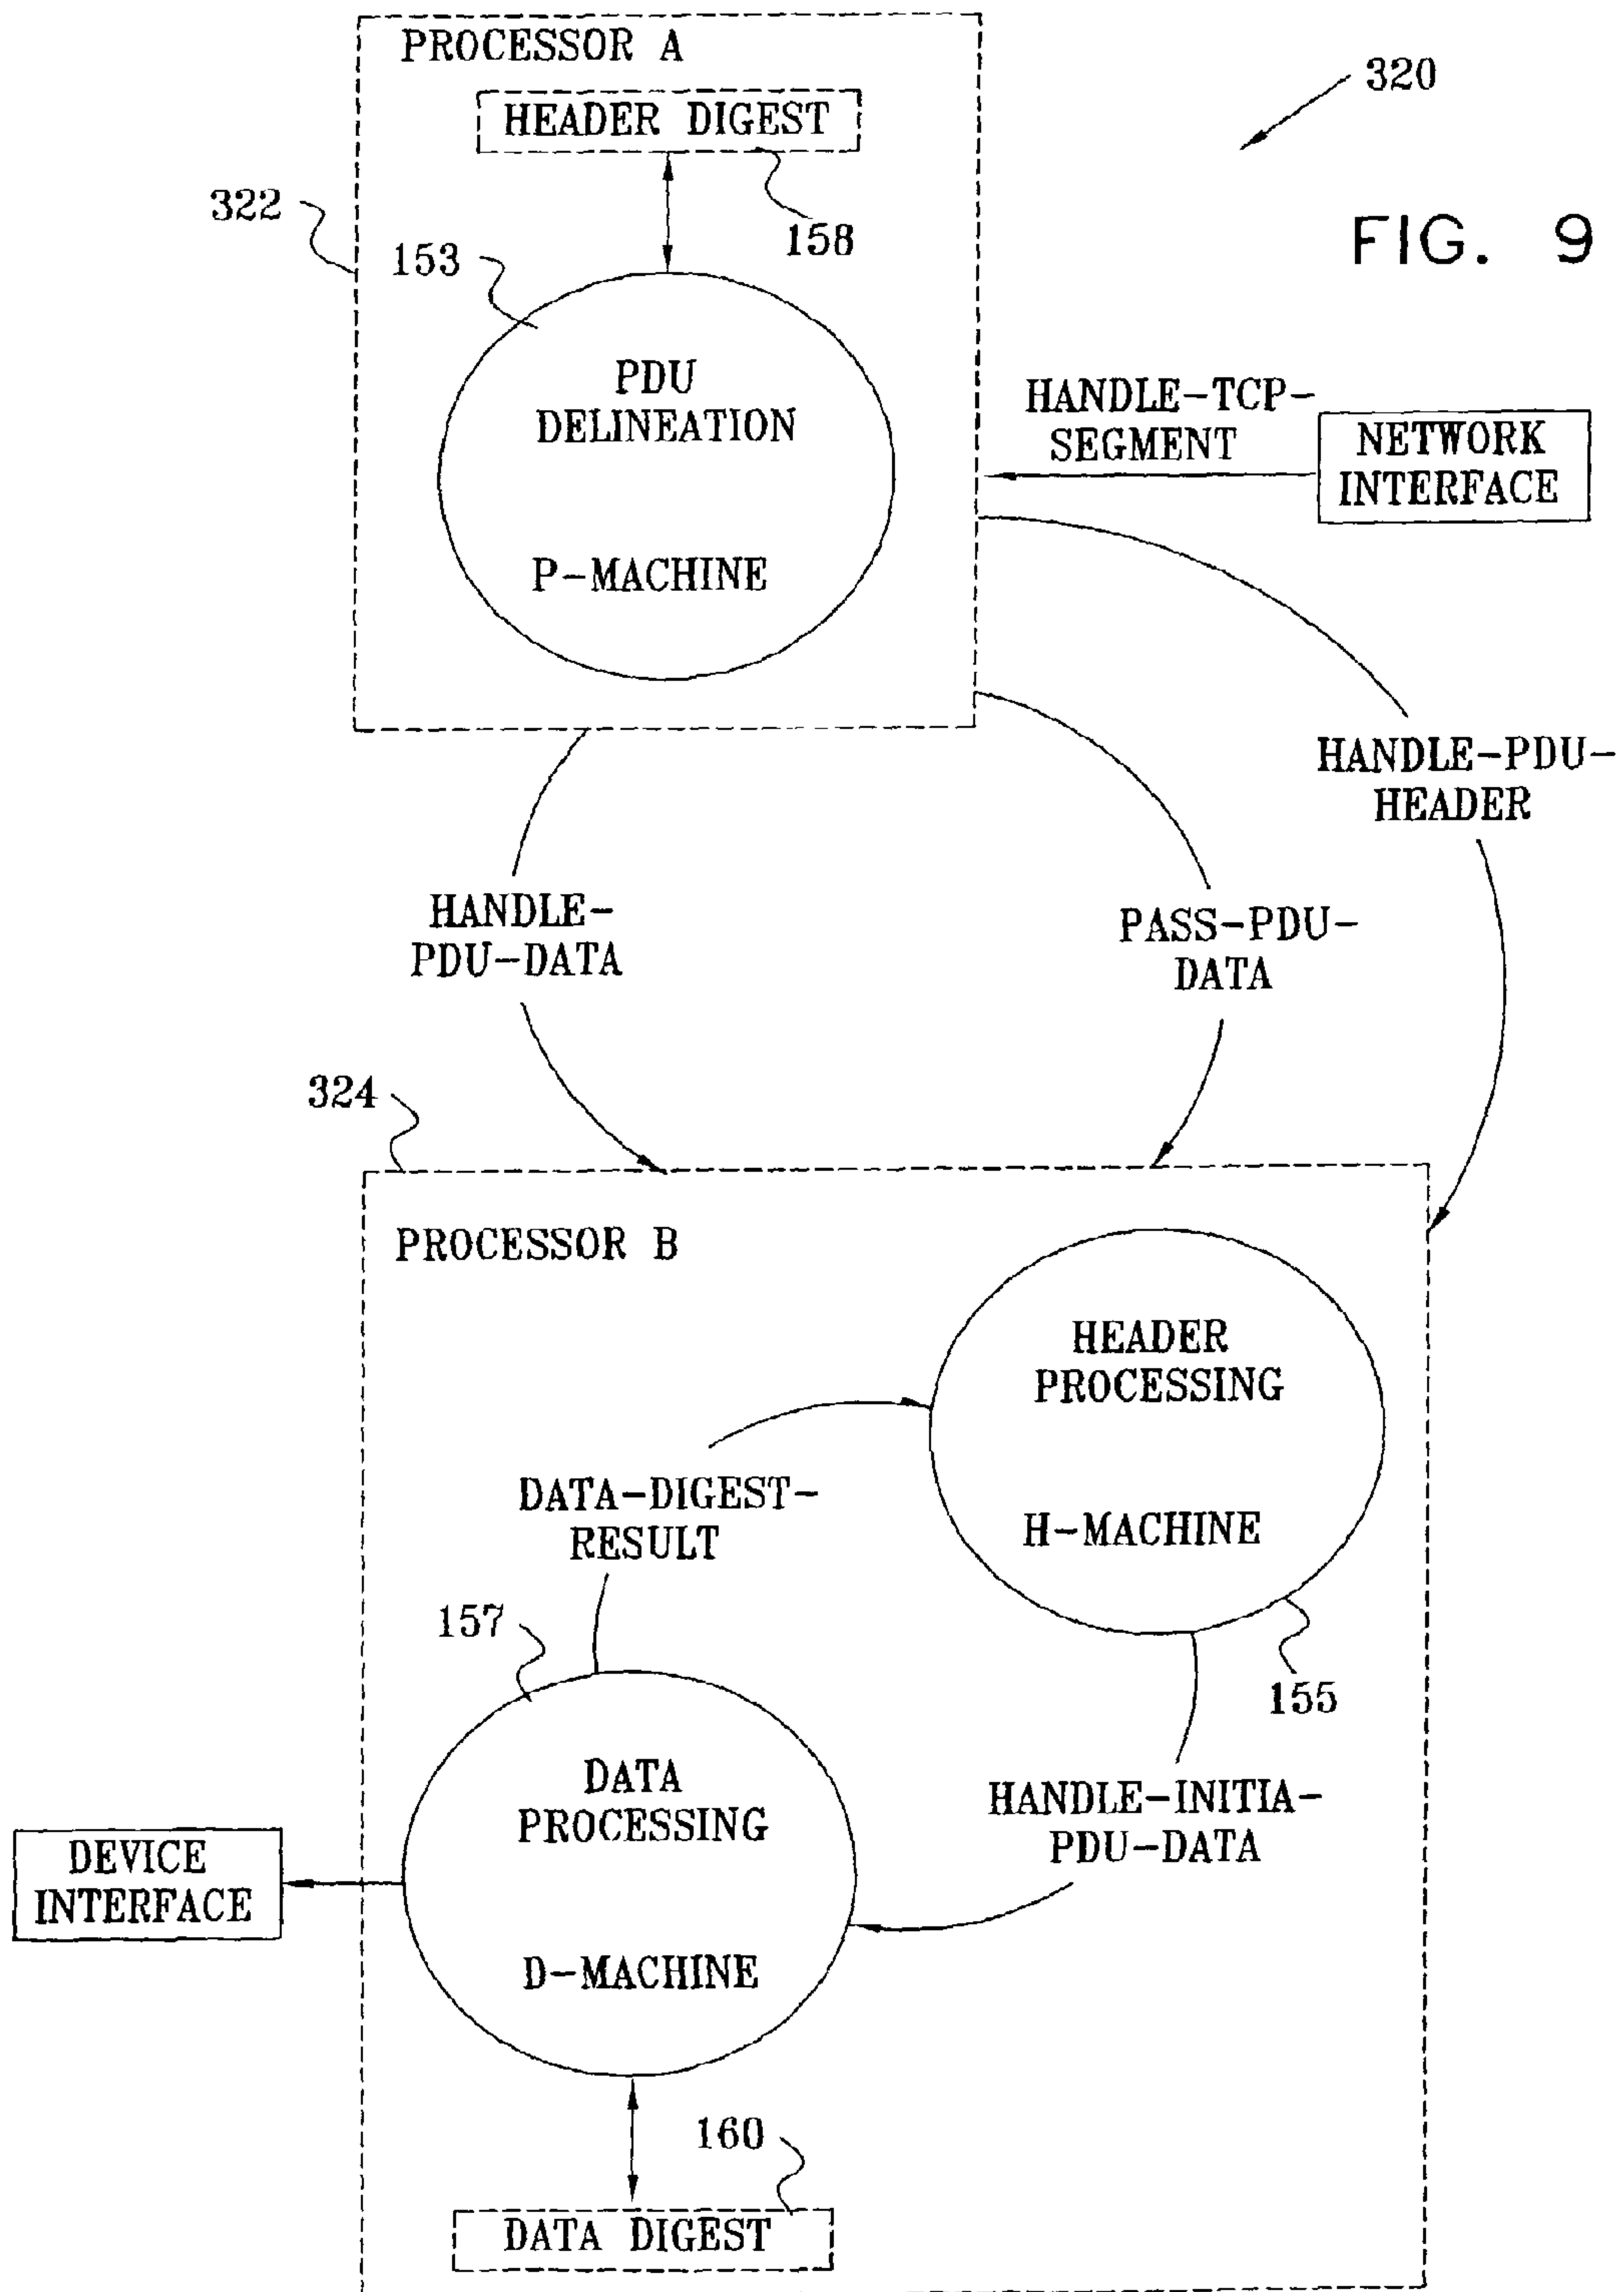 PROCESSOR A
320
HEADER DIGEST
322
158
FIG. 9
153
PDU
DELINEATION
HANDLE-TCP-
SEGMENT
NETWORK
INTERFACE
P-MACHINE
HANDLE-PDU-
HEADER
HANDLE-
PDU-DATA
PASS-PDU-
DATA
324
PROCESSOR B
HEADER
PROCESSING
DATA-DIGEST-
RESULT
H-MACHINE
157
155
DATA
PROCESSING
HANDLE-INITIA-
PDU-DATA
DEVICE
INTERFACE
D-MACHINE
160
DATA DIGEST